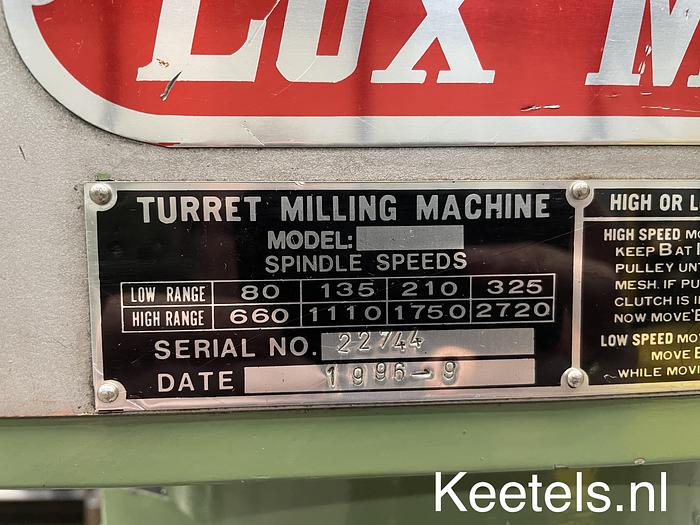 LUX M
TURRET MILLING MACHINE
MODEL:
SPINDLE SPEEDS
LOW RANGE 80 135 210 325
HIGH RANGE 660 1110 1750 2720
SERIAL NO. 22744
DATE 1996-9
HIGH OR L
HIGH SPEED MO
KEEP B AT
PULLEY UN
MESH. IF PU
CLUTCH IS I
NOW MOVE 'E
LOW SPEED MO
MOVE
WHILE MOVI
Keetels.nl